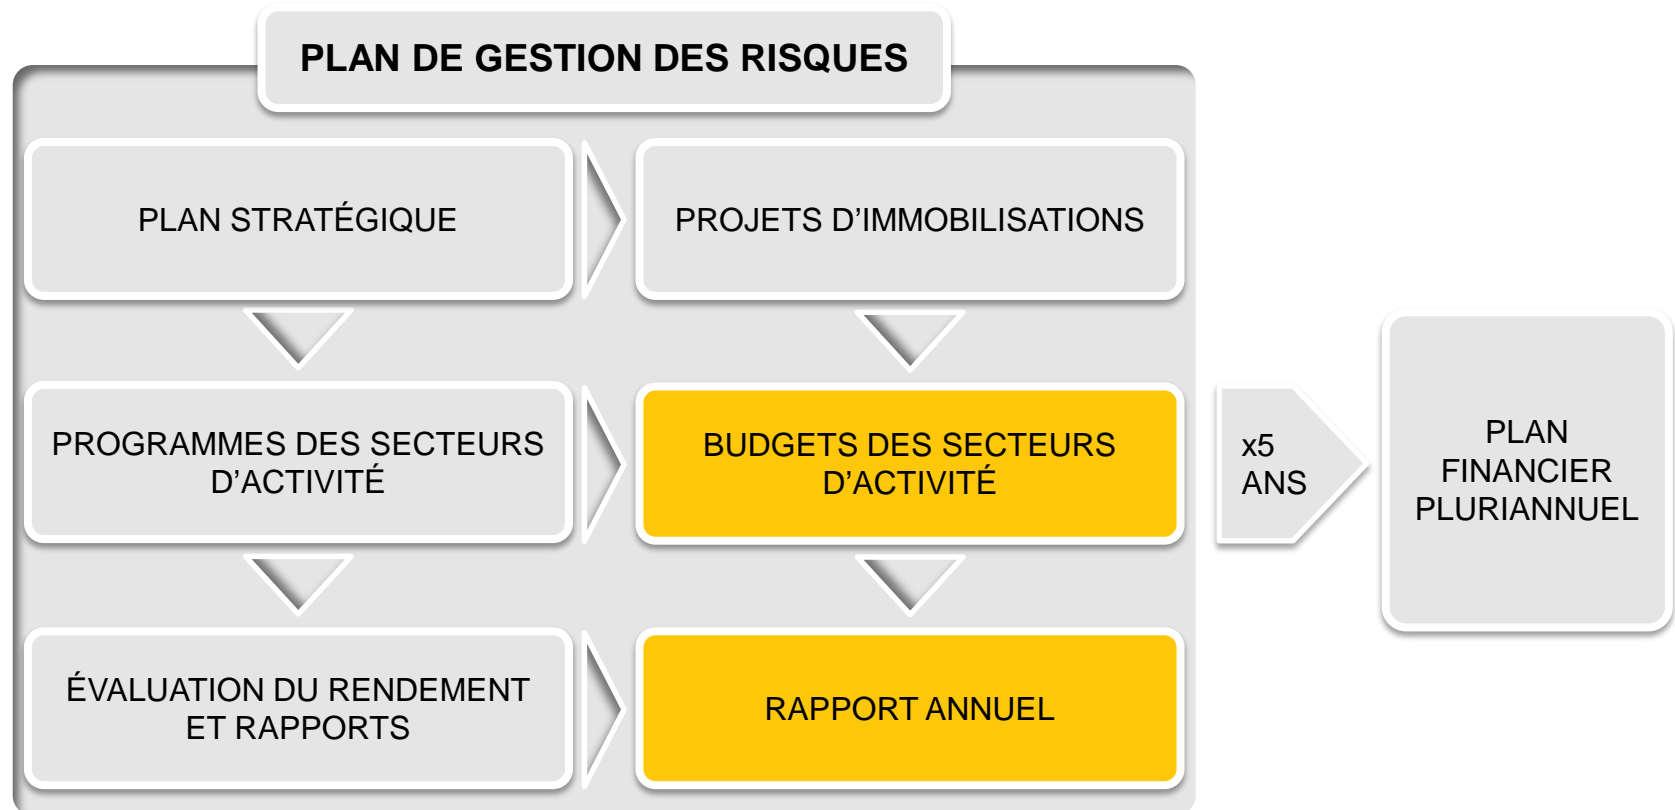 PLAN DE GESTION DES RISQUES
PLAN STRATÉGIQUE
PROJETS D'IMMOBILISATIONS
PROGRAMMES DES SECTEURS
D'ACTIVITÉ
BUDGETS DES SECTEURS
D'ACTIVITÉ
x5
ANS
PLAN
FINANCIER
PLURIANNUEL
ÉVALUATION DU RENDEMENT
ET RAPPORTS
RAPPORT ANNUEL